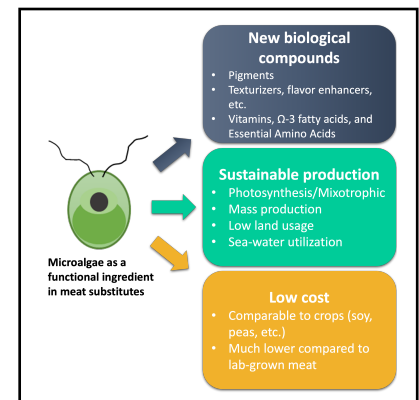 New biological
compounds
• Pigments
• Texturizers, flavor enhancers,
etc.
• Vitamins, Ω-3 fatty acids, and
Essential Amino Acids
Sustainable production
• Photosynthesis/Mixotrophic
• Mass production
• Low land usage
• Sea-water utilization
Microalgae as a
functional ingredient
in meat substitutes
Low cost
• Comparable to crops (soy,
peas, etc.)
• Much lower compared to
lab-grown meat